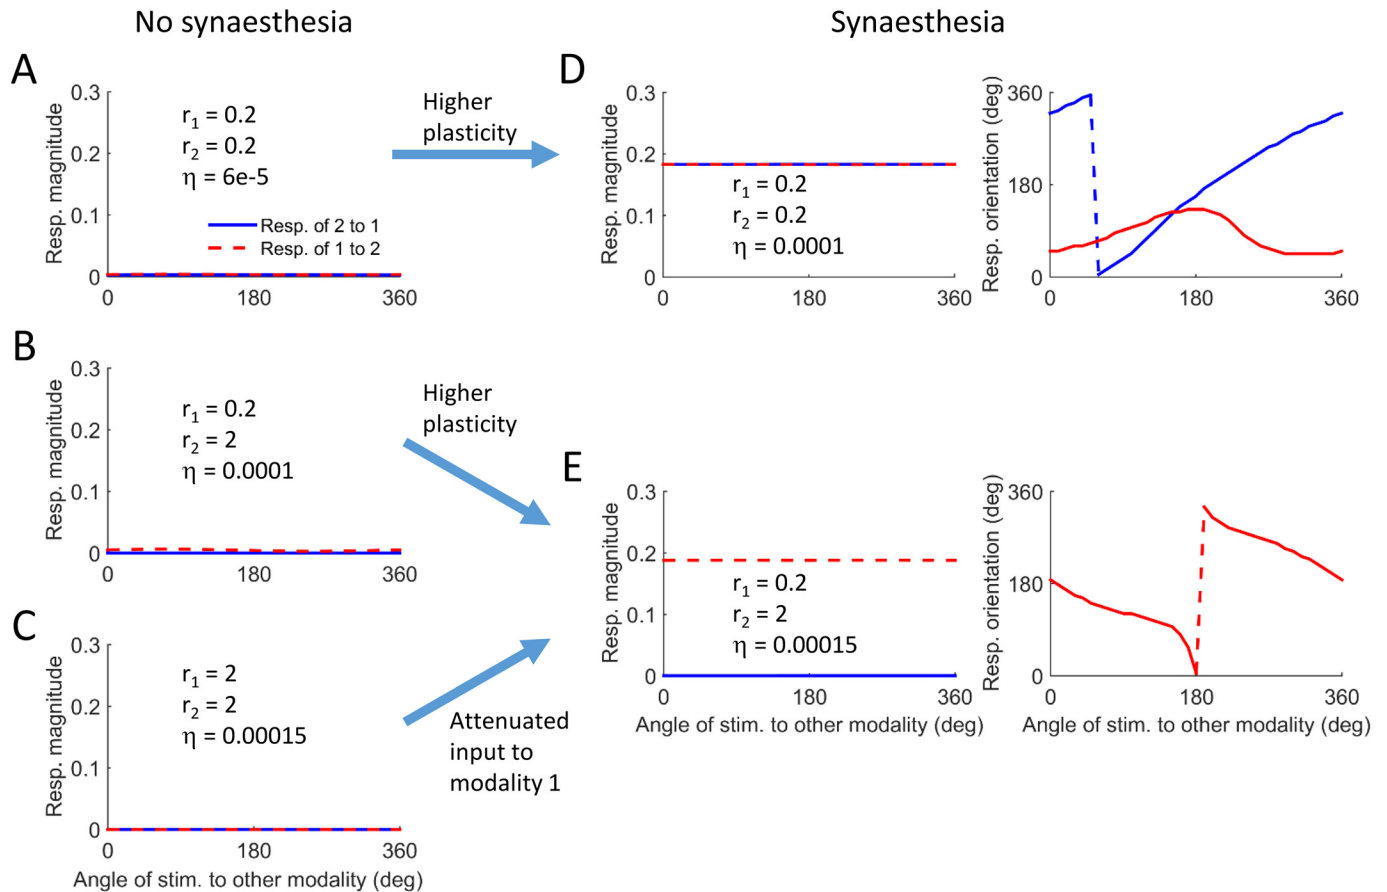 No synaesthesia
Synaesthesia
A
Resp. magnitude
0.3
0.2
0.1
0
0
180
360
r1 = 0.2
r2 = 0.2
η = 6e-5
Resp. of 2 to 1
Resp. of 1 to 2
Higher
plasticity
D
Resp. magnitude
0.3
0.2
0.1
0
0
180
360
r1 = 0.2
r2 = 0.2
η = 0.0001
Resp. orientation (deg)
360
180
0
0
180
360
B
Resp. magnitude
0.3
0.2
0.1
0
0
180
360
r1 = 0.2
r2 = 2
η = 0.0001
Higher
plasticity
C
Resp. magnitude
0.3
0.2
0.1
0
0
180
360
Angle of stim. to other modality (deg)
r1 = 2
r2 = 2
η = 0.00015
Attenuated
input to
modality 1
E
Resp. magnitude
0.3
0.2
0.1
0
0
180
360
Angle of stim. to other modality (deg)
r1 = 0.2
r2 = 2
η = 0.00015
Resp. orientation (deg)
360
180
0
0
180
360
Angle of stim. to other modality (deg)